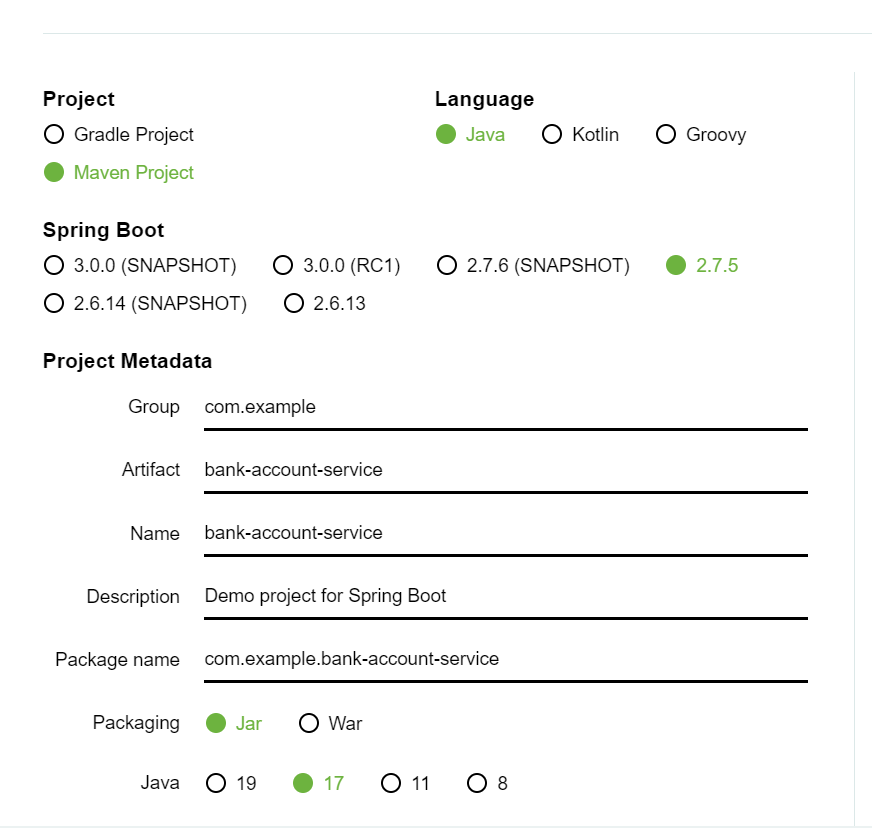 Project
Language
Gradle Project
Java Kotlin Groovy
Maven Project
Spring Boot
3.0.0 (SNAPSHOT) 3.0.0 (RC1) 2.7.6 (SNAPSHOT) 2.7.5
2.6.14 (SNAPSHOT) 2.6.13
Project Metadata
Group com.example
Artifact bank-account-service
Name bank-account-service
Description Demo project for Spring Boot
Package name com.example.bank-account-service
Packaging Jar War
Java 19 17 11 8